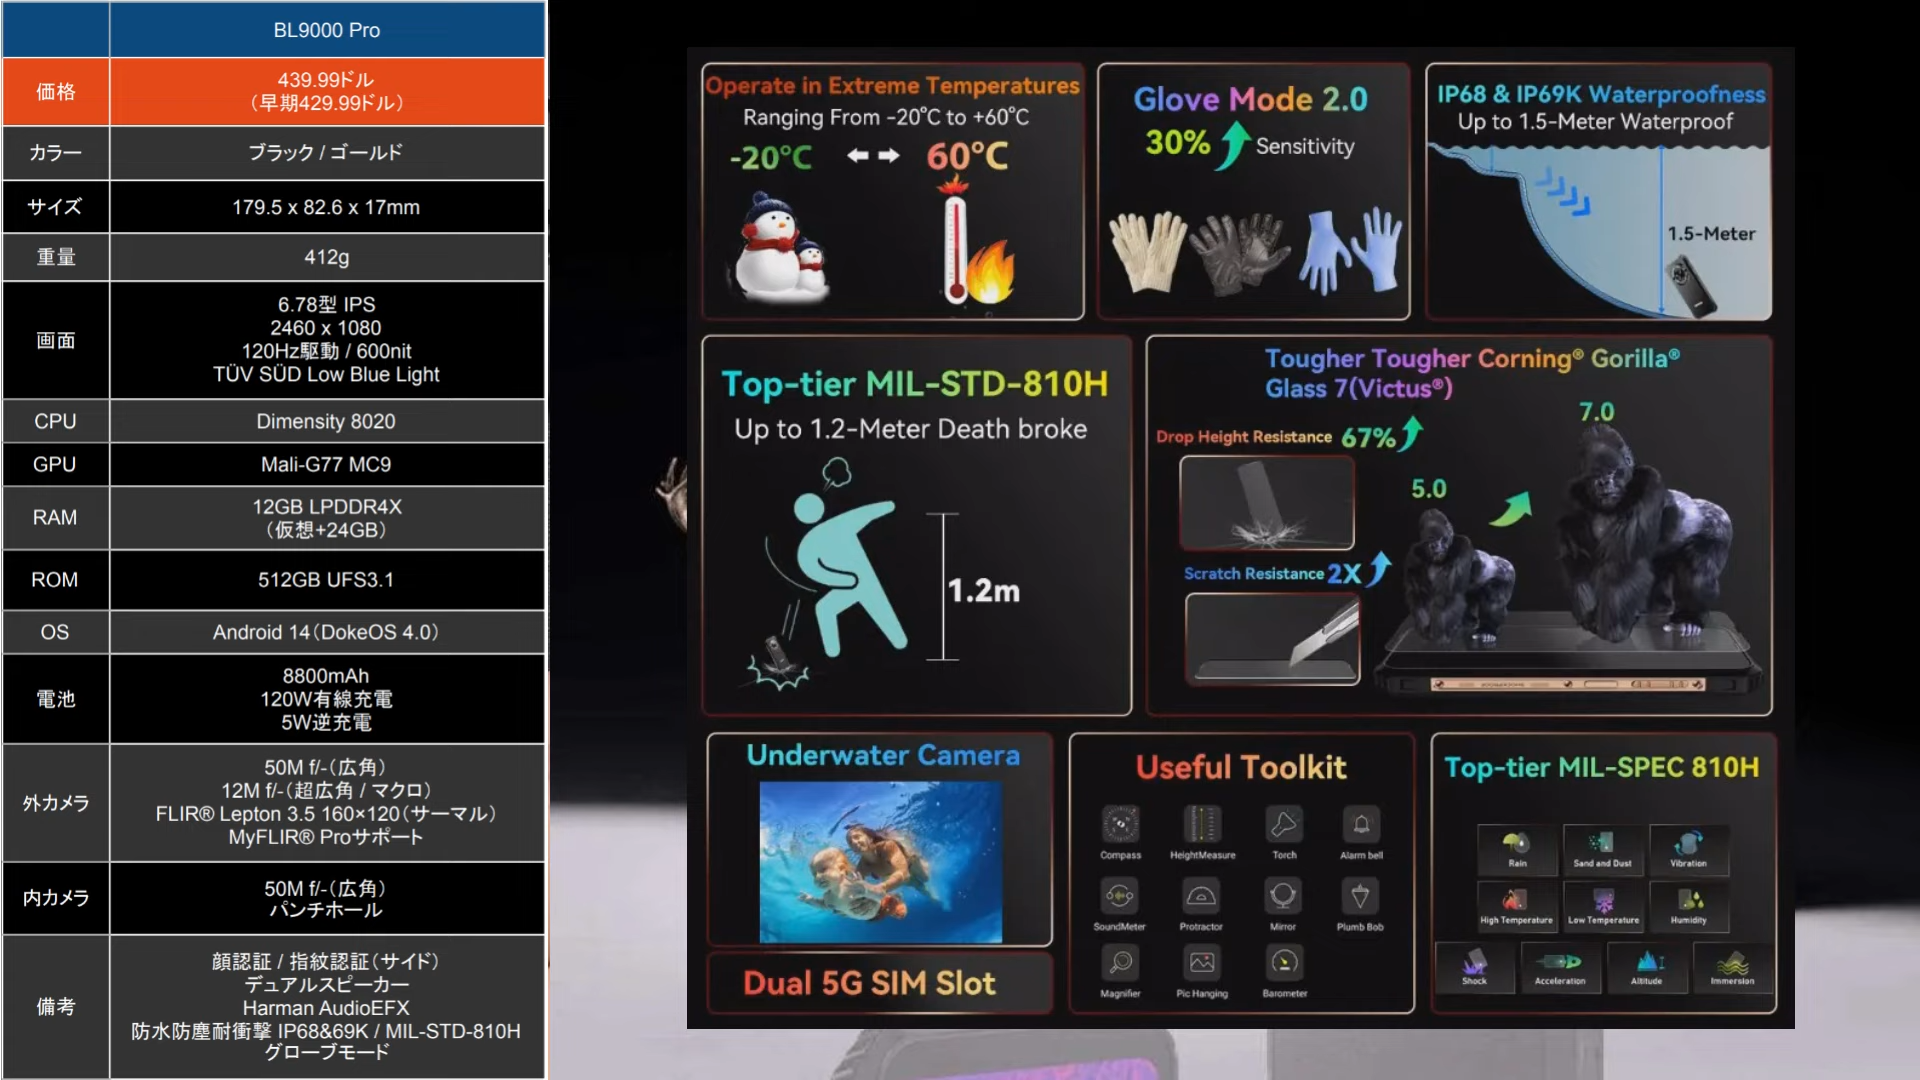 BL9000 Pro
価格
439.99ドル
（早期429.99ドル）
カラー
ブラック / ゴールド
サイズ
179.5 x 82.6 x 17mm
重量
412g
画面
6.78型 IPS
2460 x 1080
120Hz駆動 / 600nit
TÜV SÜD Low Blue Light
CPU
Dimensity 8020
GPU
Mali-G77 MC9
RAM
12GB LPDDR4X
（仮想+24GB）
ROM
512GB UFS3.1
OS
Android 14（DokeOS 4.0）
電池
8800mAh
120W有線充電
5W逆充電
外カメラ
50M f/-（広角）
12M f/-（超広角 / マクロ）
FLIR® Lepton 3.5 160×120（サーマル）
MyFLIR® Proサポート
内カメラ
50M f/-（広角）
パンチホール
備考
顔認証 / 指紋認証（サイド）
デュアルスピーカー
Harman AudioEFX
防水防塵耐衝撃 IP68&69K / MIL-STD-810H
グローブモード
Operate in Extreme Temperatures
Ranging From -20°C to +60°C
-20°C
60°C
Glove Mode 2.0
30% Sensitivity
IP68 & IP69K Waterproofness
Up to 1.5-Meter Waterproof
1.5-Meter
Top-tier MIL-STD-810H
Up to 1.2-Meter Death broke
1.2m
Tougher Tougher Corning® Gorilla®
Glass 7(Victus®)
Drop Height Resistance 67%
7.0
5.0
Scratch Resistance 2X
Underwater Camera
Dual 5G SIM Slot
Useful Toolkit
Compass
HeightMeasure
Torch
Alarm bell
SoundMeter
Protractor
Mirror
Plumb Bob
Magnifier
Pic Hanging
Barometer
Top-tier MIL-SPEC 810H
Rain
Sand and Dust
Vibration
High Temperature
Low Temperature
Humidity
Shock
Acceleration
Altitude
Immersion